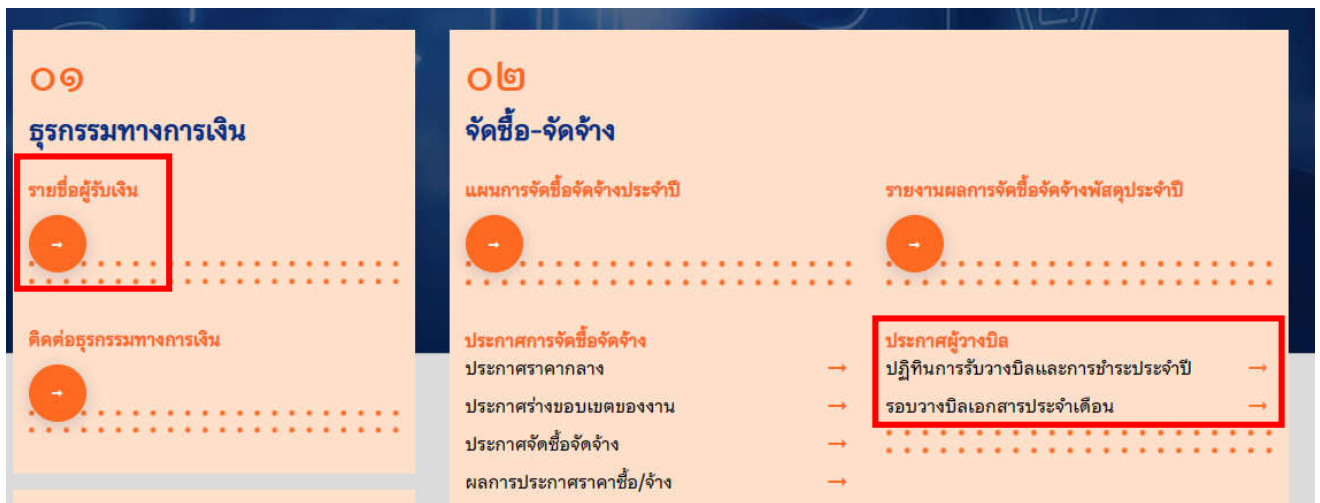 ๐๑
ธุรกรรมทางการเงิน
รายชื่อผู้รับเงิน
→
ติดต่อธุรกรรมทางการเงิน
→
๐๒
จัดซื้อ-จัดจ้าง
แผนการจัดซื้อจัดจ้างประจำปี
→
รายงานผลการจัดซื้อจัดจ้างพัสดุประจำปี
→
ประกาศการจัดซื้อจัดจ้าง
ประกาศราคากลาง →
ประกาศร่างขอบเขตของงาน →
ประกาศจัดซื้อจัดจ้าง →
ผลการประกาศราคาซื้อ/จ้าง →
ประกาศผู้วางบิล
ปฏิทินการรับวางบิลและการชำระประจำปี →
รอบวางบิลเอกสารประจำเดือน →